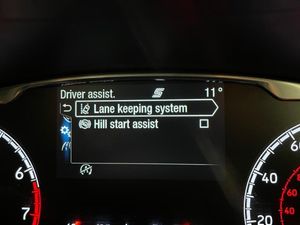 Driver assist. 11°
Lane keeping system
Hill start assist
6
7
60
40
20